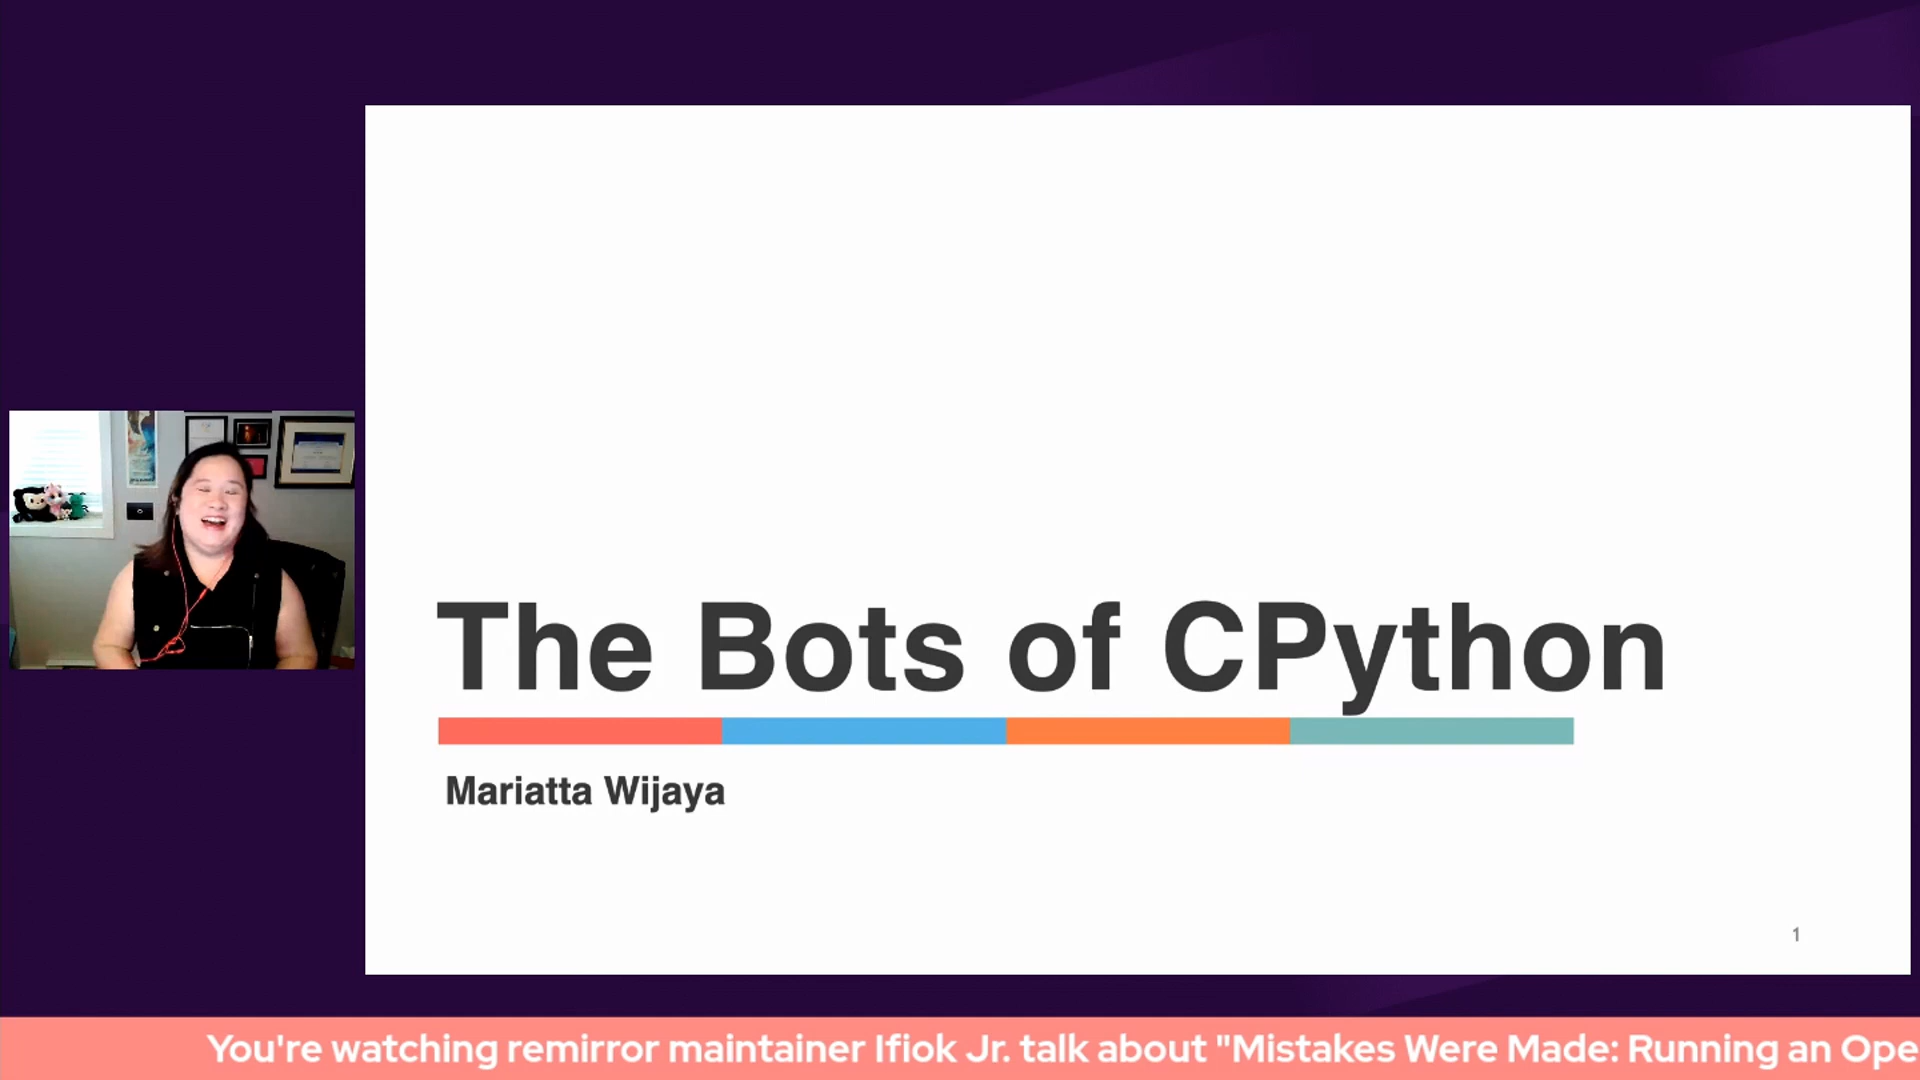 The Bots of CPython
Mariatta Wijaya
1
You're watching remirror maintainer Ifiok Jr. talk about "Mistakes Were Made: Running an Ope